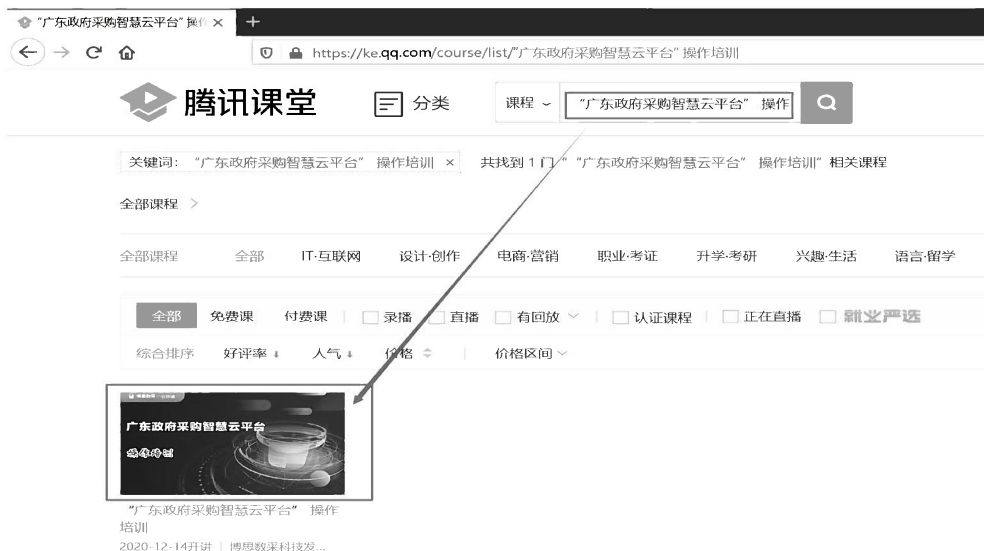 "广东政府采购智慧云平台" 操作
https://ke.qq.com/course/list/"广东政府采购智慧云平台"操作培训
腾讯课堂 分类 课程 "广东政府采购智慧云平台" 操作
关键词: "广东政府采购智慧云平台" 操作培训 × 共找到 1 门 " "广东政府采购智慧云平台" 操作培训" 相关课程
全部课程 >
全部课程 全部 IT·互联网 设计·创作 电商·营销 职业·考证 升学·考研 兴趣·生活 语言·留学
全部 免费课 付费课 录播 直播 有回放 认证课程 正在直播 就业严选
综合排序 好评率 人气 价格 价格区间
广东政府采购智慧云平台
操作培训
"广东政府采购智慧云平台" 操作
培训
2020-12-14开讲 | 博思数采科技发...